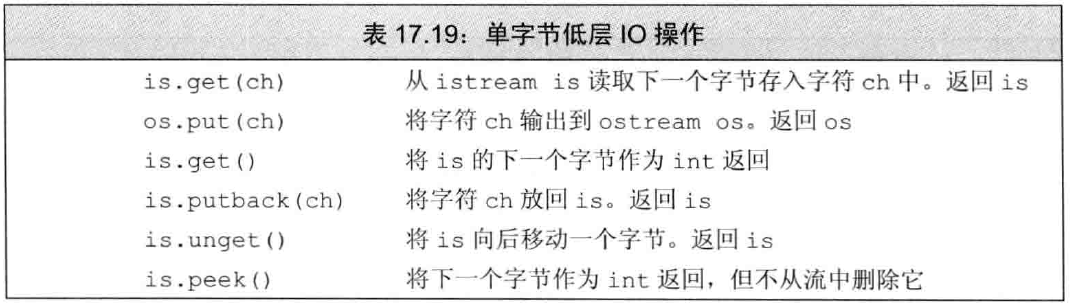 表 17.19：单字节低层 IO 操作
is.get(ch) 从 istream is 读取下一个字节存入字符 ch 中。返回 is
os.put(ch) 将字符 ch 输出到 ostream os。返回 os
is.get() 将 is 的下一个字节作为 int 返回
is.putback(ch) 将字符 ch 放回 is。返回 is
is.unget() 将 is 向后移动一个字节。返回 is
is.peek() 将下一个字节作为 int 返回，但不从流中删除它